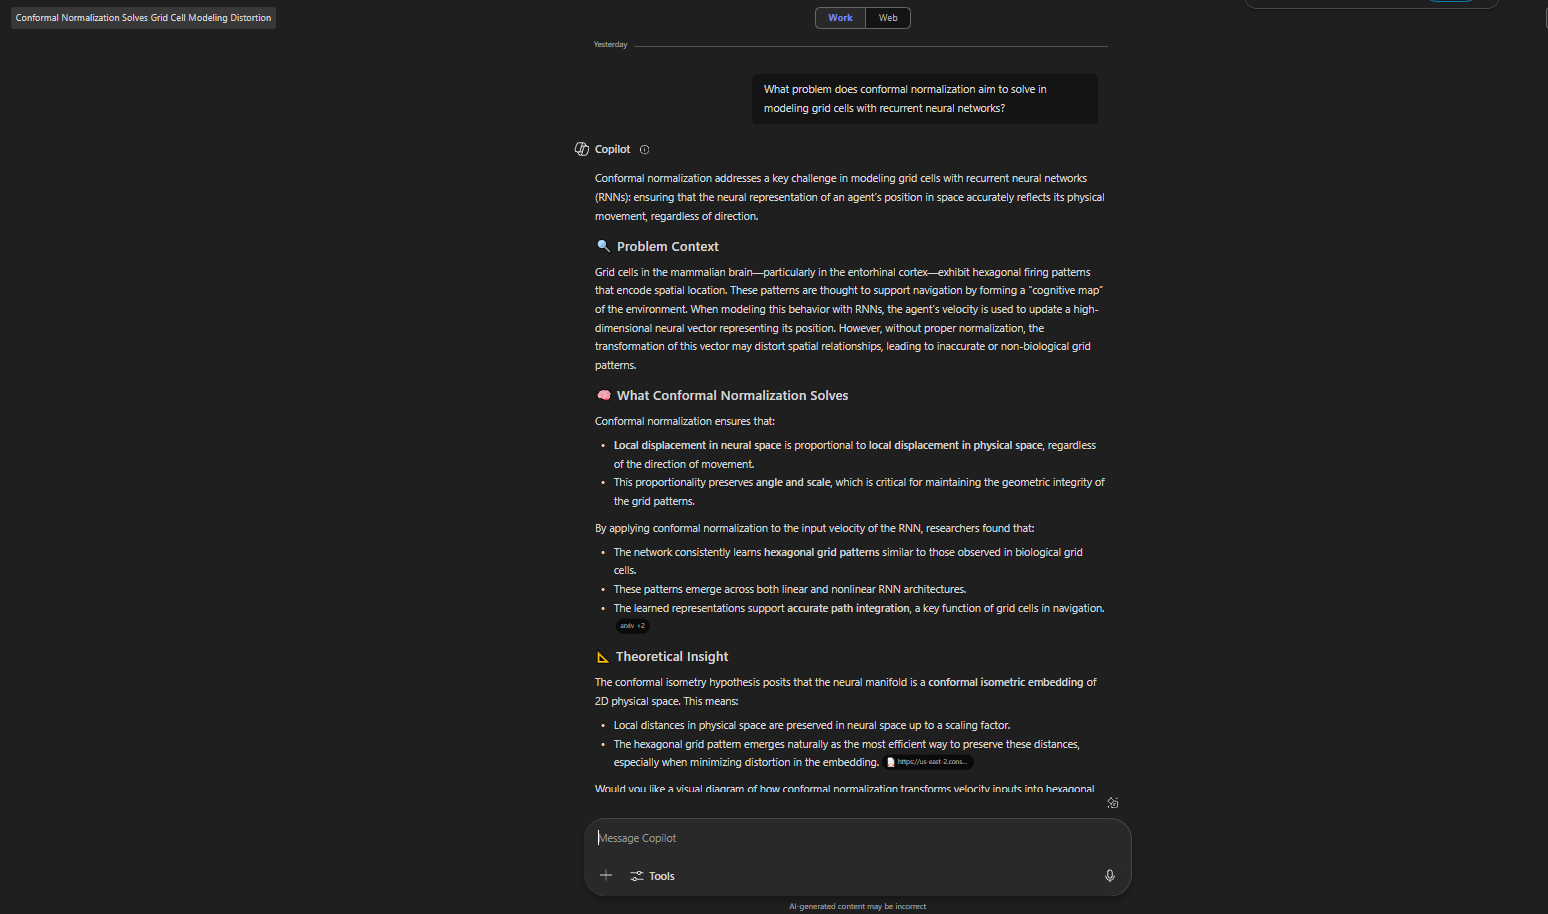 Conformal Normalization Solves Grid Cell Modeling Distortion
Work
Web
Yesterday
What problem does conformal normalization aim to solve in
modeling grid cells with recurrent neural networks?
Copilot
Conformal normalization addresses a key challenge in modeling grid cells with recurrent neural networks
(RNNs): ensuring that the neural representation of an agent's position in space accurately reflects its physical
movement, regardless of direction.
🔍 Problem Context
Grid cells in the mammalian brain—particularly in the entorhinal cortex—exhibit hexagonal firing patterns
that encode spatial location. These patterns are thought to support navigation by forming a "cognitive map"
of the environment. When modeling this behavior with RNNs, the agent's velocity is used to update a high-
dimensional neural vector representing its position. However, without proper normalization, the
transformation of this vector may distort spatial relationships, leading to inaccurate or non-biological grid
patterns.
🧠 What Conformal Normalization Solves
Conformal normalization ensures that:
• Local displacement in neural space is proportional to local displacement in physical space, regardless
of the direction of movement.
• This proportionality preserves angle and scale, which is critical for maintaining the geometric integrity of
the grid patterns.
By applying conformal normalization to the input velocity of the RNN, researchers found that:
• The network consistently learns hexagonal grid patterns similar to those observed in biological grid
cells.
• These patterns emerge across both linear and nonlinear RNN architectures.
• The learned representations support accurate path integration, a key function of grid cells in navigation.
arxiv +2
📐 Theoretical Insight
The conformal isometry hypothesis posits that the neural manifold is a conformal isometric embedding of
2D physical space. This means:
• Local distances in physical space are preserved in neural space up to a scaling factor.
• The hexagonal grid pattern emerges naturally as the most efficient way to preserve these distances,
especially when minimizing distortion in the embedding. https://us-east-2.cons...
Would you like a visual diagram of how conformal normalization transforms velocity inputs into hexagonal
Message Copilot
Tools
AI-generated content may be incorrect